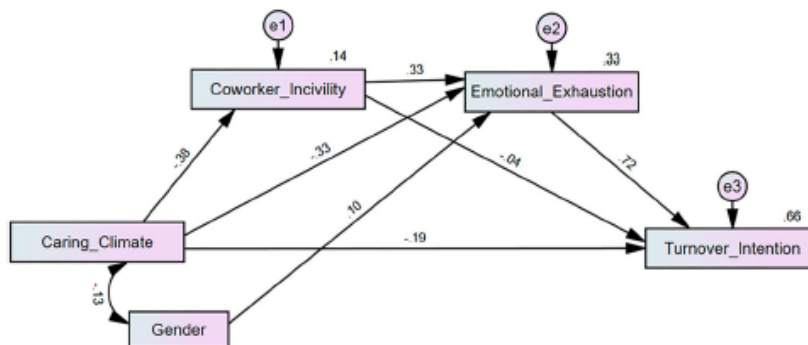 e1
e2
.14
.33
.33
Coworker_Incivility
Emotional_Exhaustion
-.38
-.33
-.04
.72
e3
.10
.66
Caring_Climate
-.19
Turnover_Intention
-.13
Gender